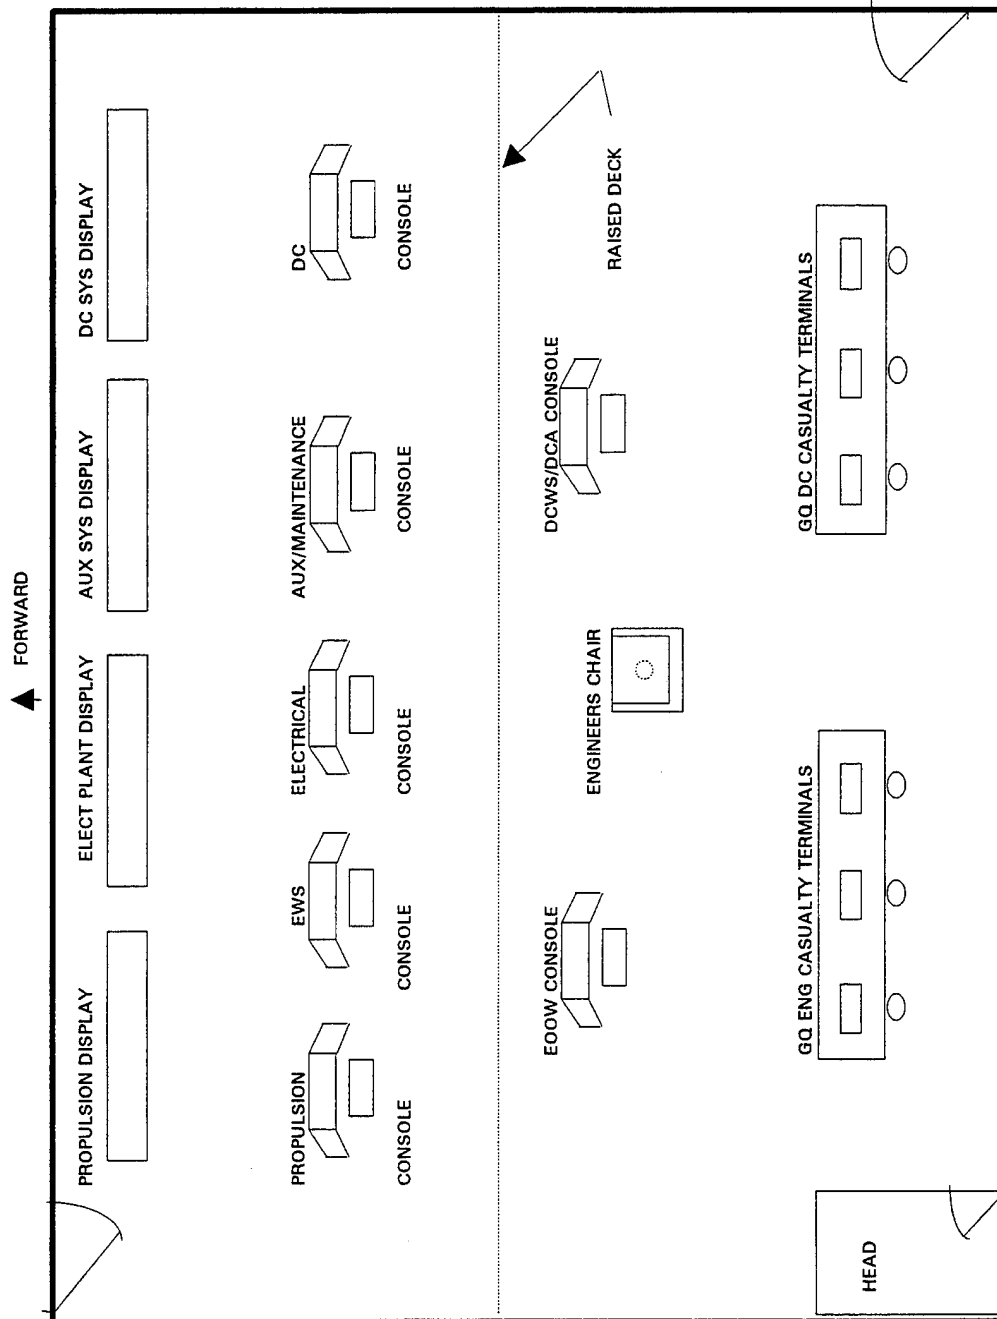 FORWARD
PROPULSION DISPLAY
ELECT PLANT DISPLAY
AUX SYS DISPLAY
DC SYS DISPLAY
PROPULSION
CONSOLE
EWS
CONSOLE
ELECTRICAL
CONSOLE
AUX/MAINTENANCE
CONSOLE
DC
CONSOLE
EOOW CONSOLE
ENGINEERS CHAIR
DCWS/DCA CONSOLE
RAISED DECK
GQ ENG CASUALTY TERMINALS
GQ DC CASUALTY TERMINALS
HEAD